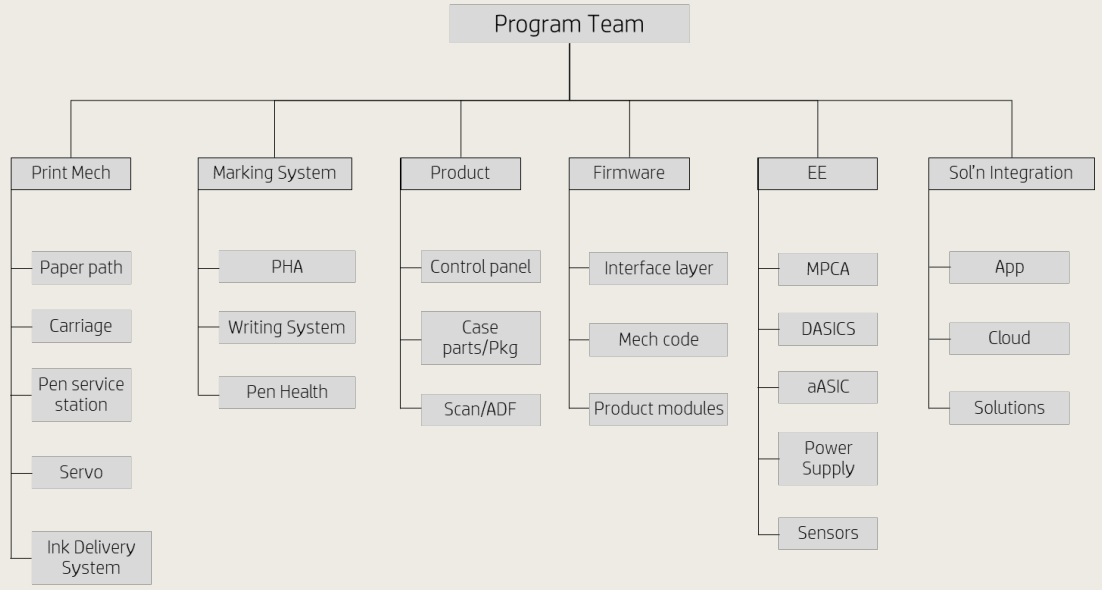 Program Team
Print Mech
Marking System
Product
Firmware
EE
Sol'n Integration
Paper path
Carriage
Pen service
station
Servo
Ink Delivery
System
PHA
Writing System
Pen Health
Control panel
Case
parts/Pkg
Scan/ADF
Interface layer
Mech code
Product modules
MPCA
DASICS
aASIC
Power
Supply
Sensors
App
Cloud
Solutions